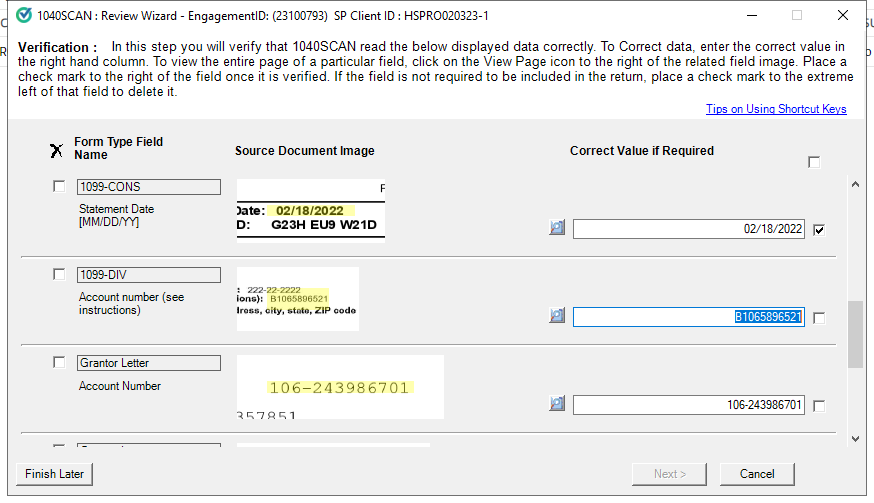 1040SCAN : Review Wizard - EngagementID: (23100793) SP Client ID : HSPRO020323-1
Verification : In this step you will verify that 1040SCAN read the below displayed data correctly. To Correct data, enter the correct value in
the right hand column. To view the entire page of a particular field, click on the View Page icon to the right of the related field image. Place a
check mark to the right of the field once it is verified. If the field is not required to be included in the return, place a check mark to the extreme
left of that field to delete it.
Tips on Using Shortcut Keys
X
Form Type Field
Name
Source Document Image
Correct Value if Required
1099-CONS
Statement Date
[MM/DD/YY]
Date: 02/18/2022
D: G23H EU9 W21D
02/18/2022
1099-DIV
Account number (see
instructions)
: 222-22-2222
ions): B1065896521
dress, city, state, ZIP code
B1065896521
Grantor Letter
Account Number
106-243986701
357851
106-243986701
Finish Later
Next >
Cancel